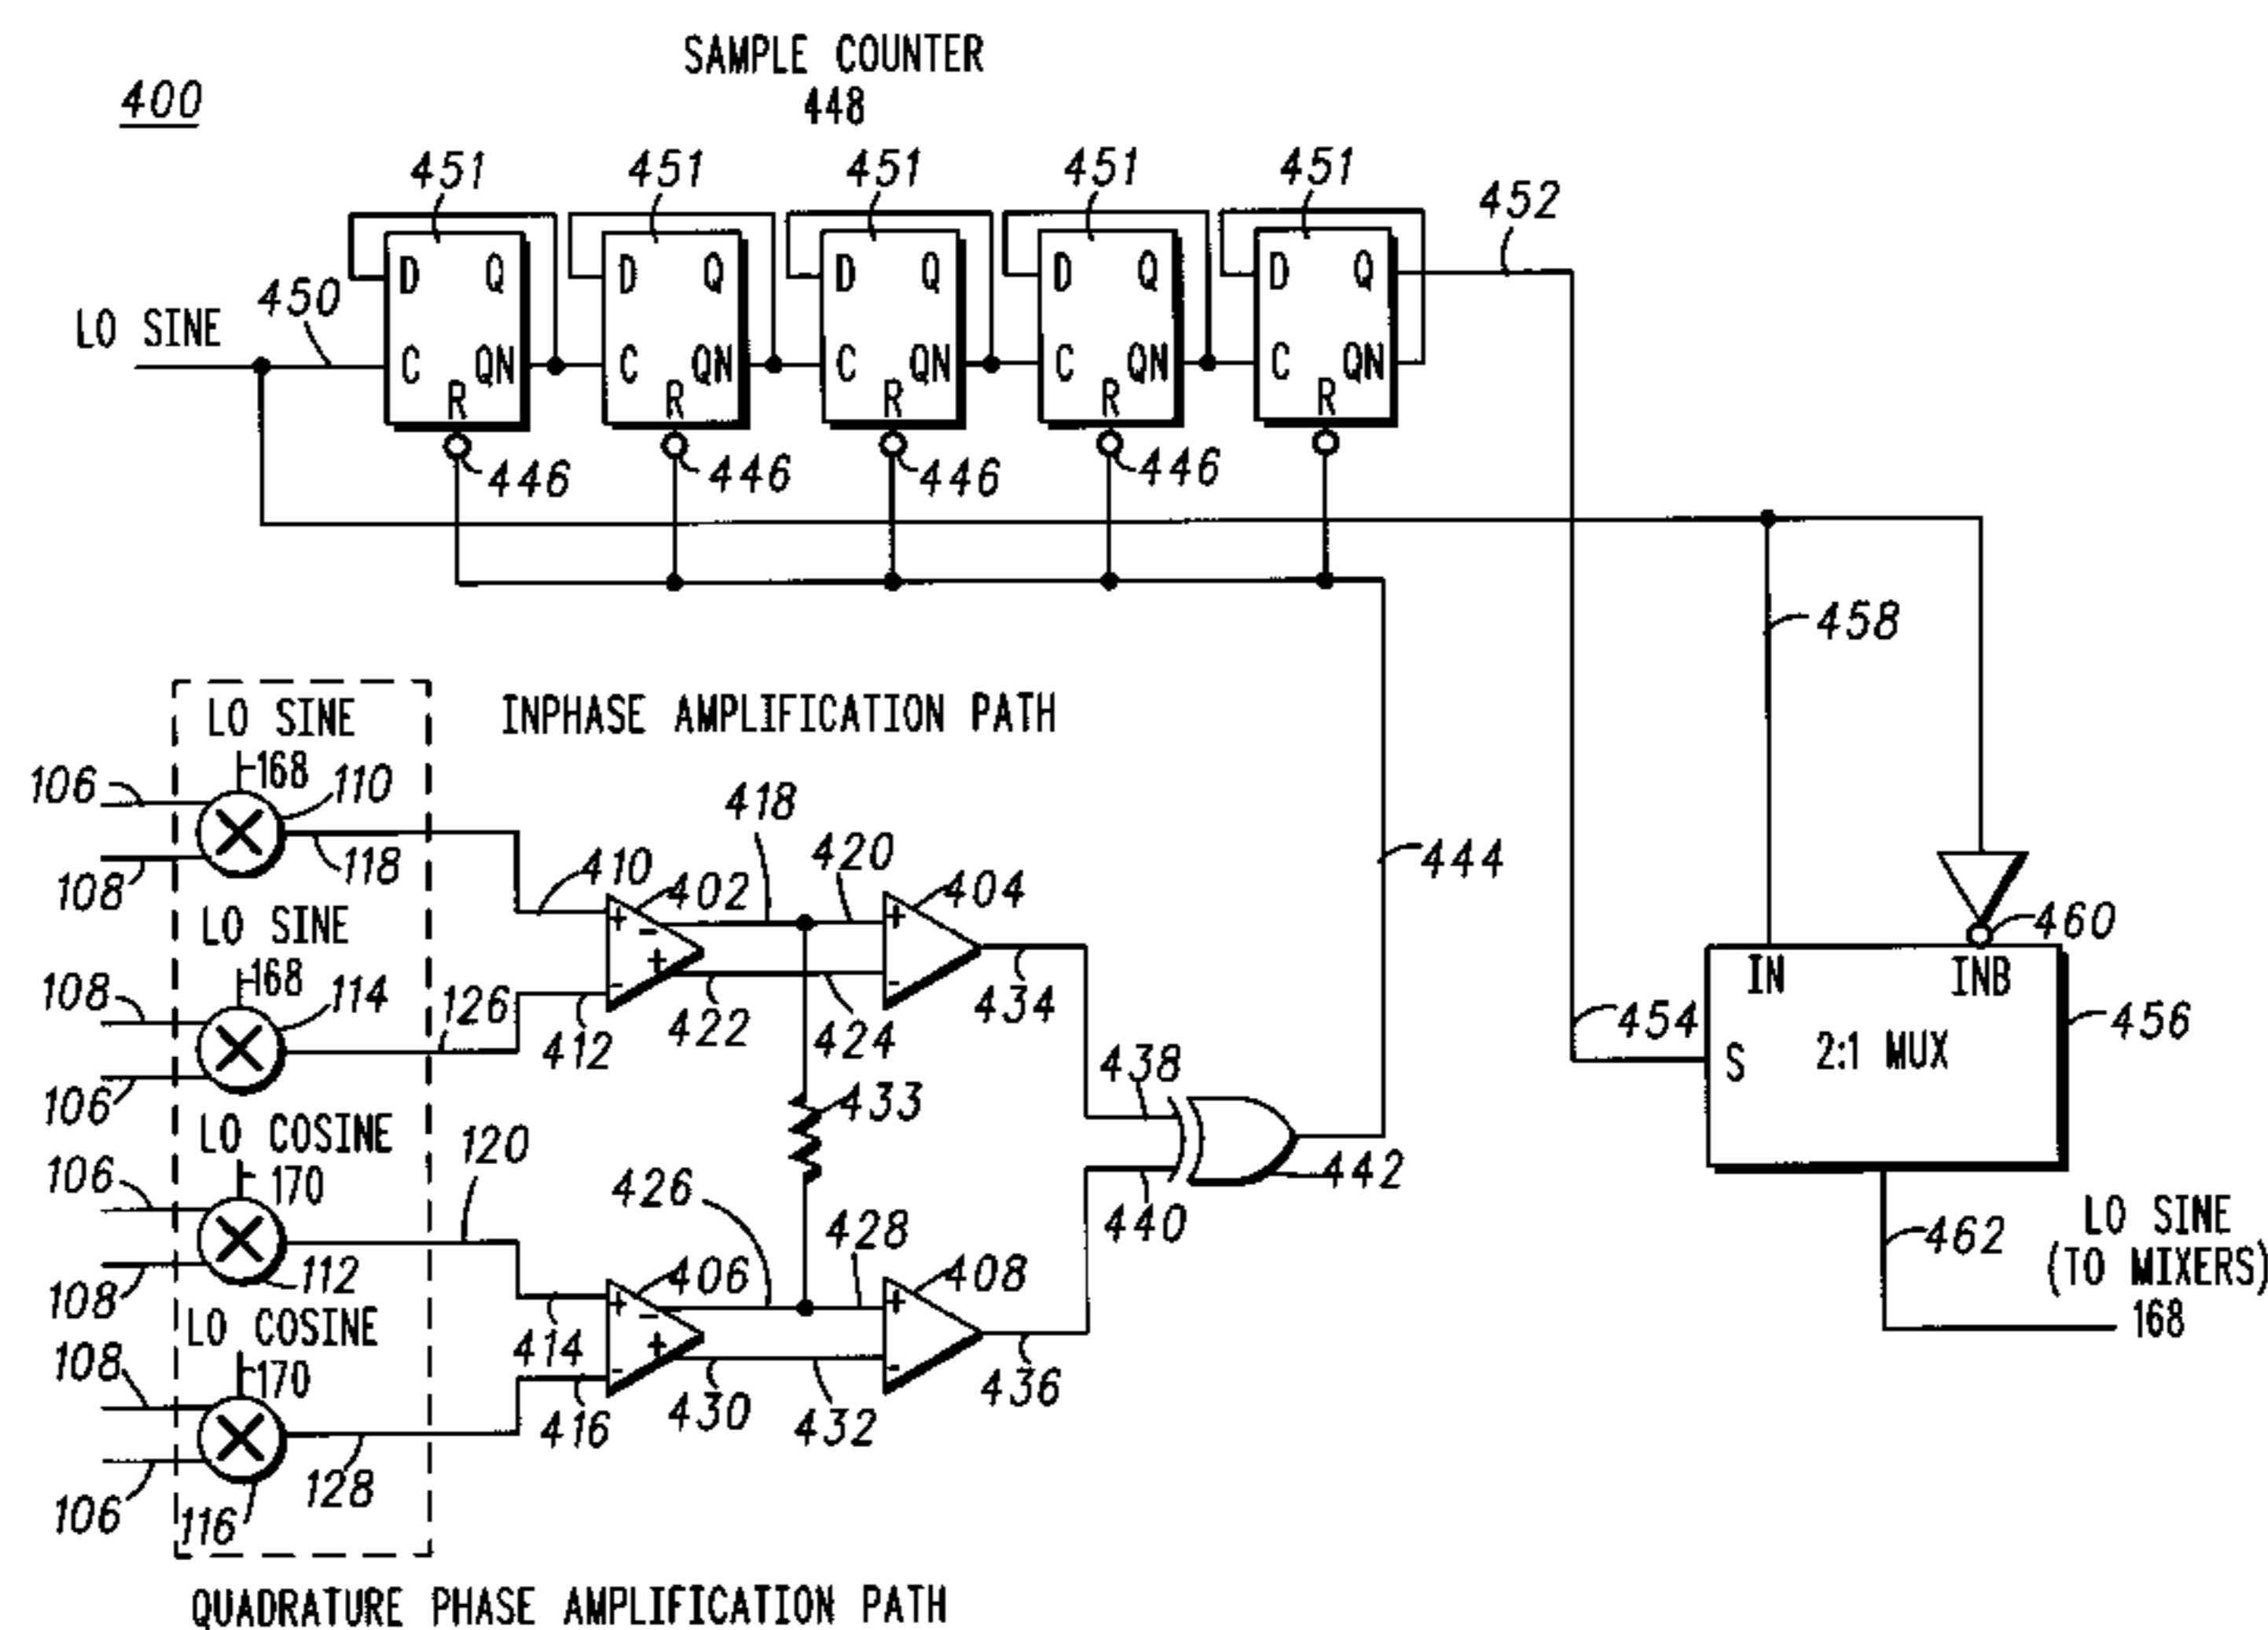 SAMPLE COUNTER
448
400
451 451 451 451 451
452
D Q D Q D Q D Q D Q
450
LO SINE
C QN C QN C QN C QN C QN
R R R R R
446 446 446 446
458
LO SINE
INPHASE AMPLIFICATION PATH
168
106
110
418
118
108
410
402
420
404
444
+ - + -
+ -
LO SINE
168
108
114
126
412
422
424
434
106
460
IN INB
454
456
S 2:1 MUX
433
438
LO COSINE
120
170
106
426
428
442
440
112
108
406
408
462
LO SINE
(TO MIXERS)
168
+ - + -
+ -
LO COSINE
414
108
170
416
430
432
436
128
106
116
QUADRATURE PHASE AMPLIFICATION PATH